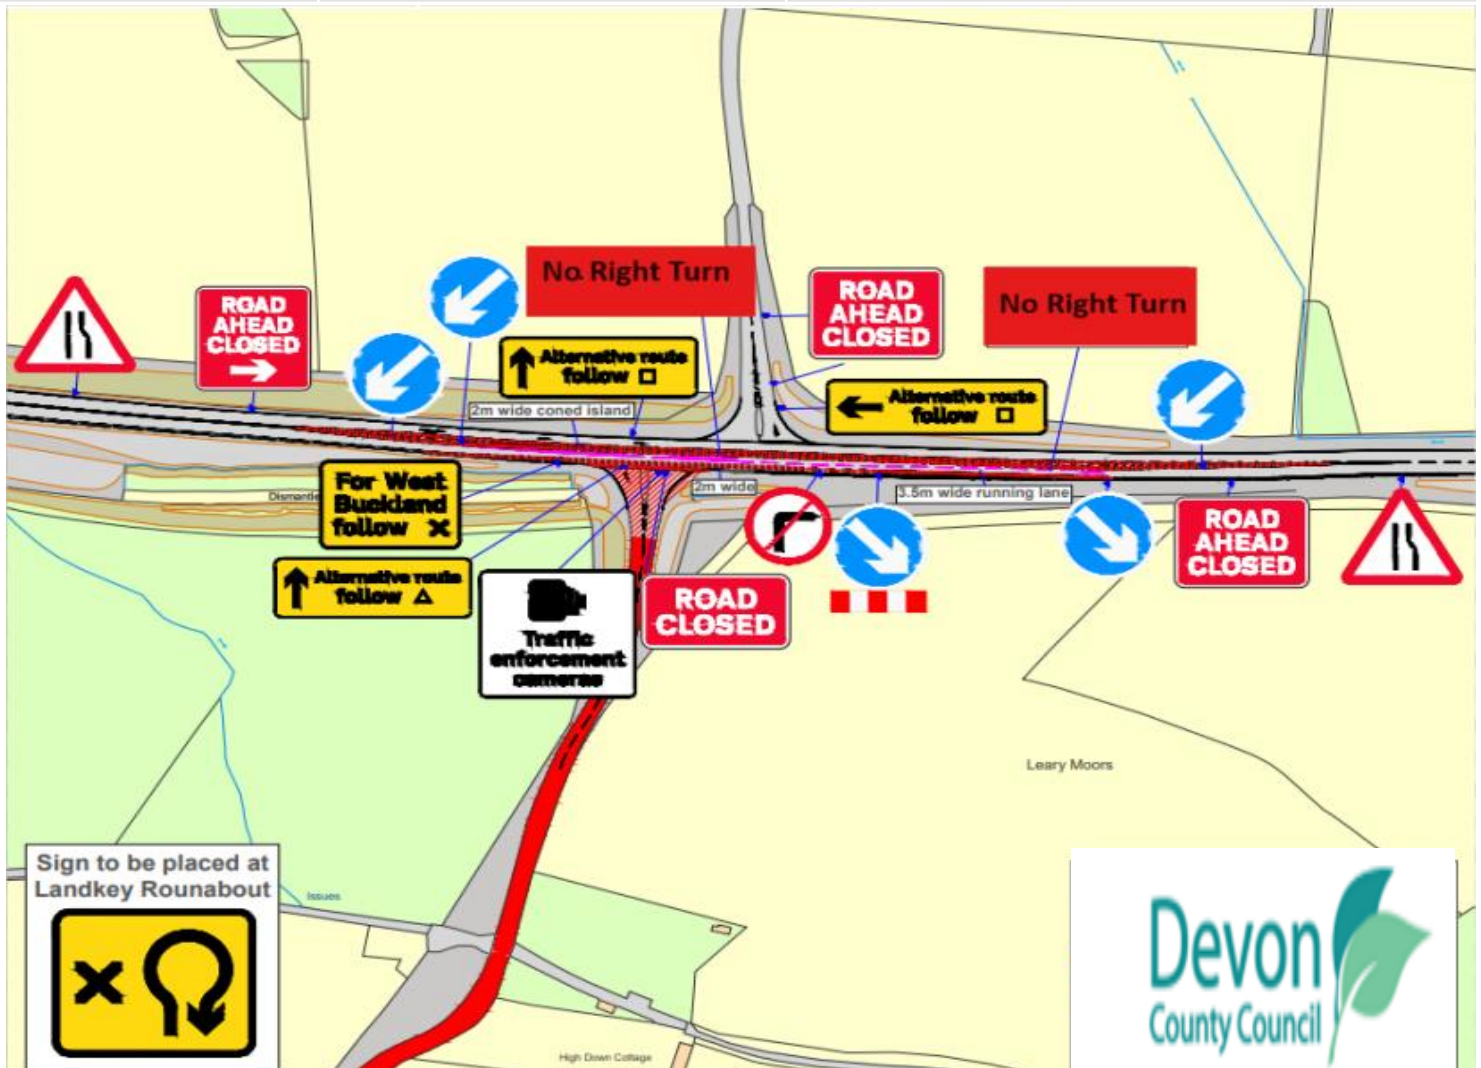 No Right Turn
ROAD
AHEAD
CLOSED
ROAD
AHEAD
CLOSED
No Right Turn
Alternative route
follow
2m wide coned island
Alternative route
follow
For West
Buckland
follow X
Dismantle
2m wide
3.5m wide running lane
ROAD
AHEAD
CLOSED
Alternative route
follow
Traffic
enforcement
cameras
ROAD
CLOSED
Leary Moors
Sign to be placed at
Landkey Rounabout
X
Issues
High Down Cottage
Devon
County Council